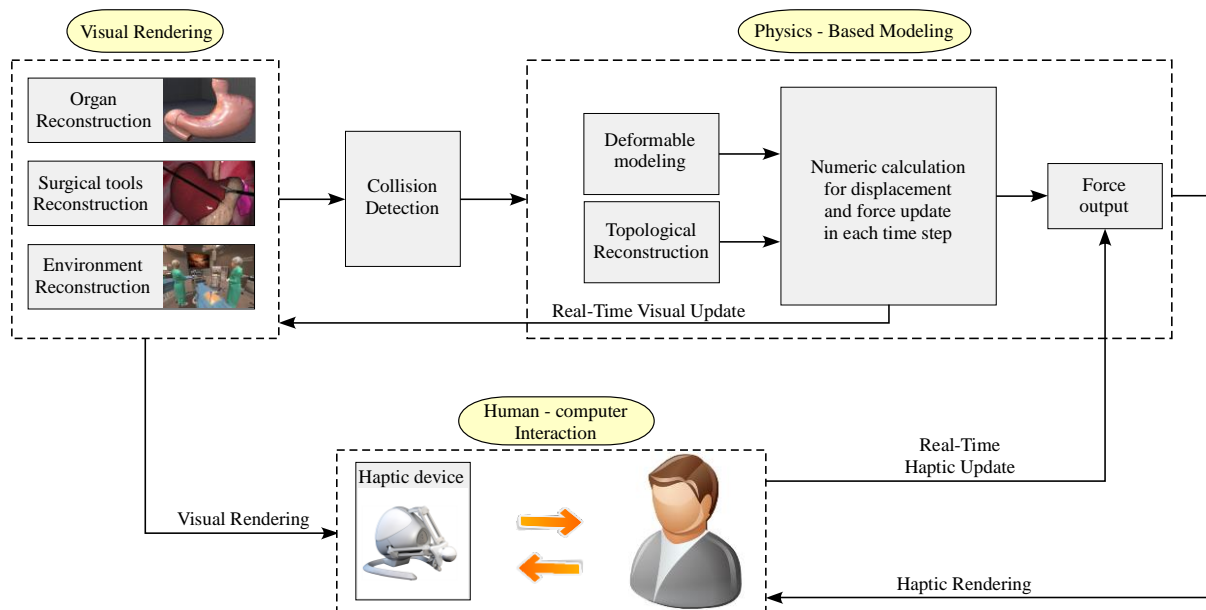 Visual Rendering
Organ
Reconstruction
Surgical tools
Reconstruction
Environment
Reconstruction
Collision
Detection
Physics - Based Modeling
Deformable
modeling
Topological
Reconstruction
Numeric calculation
for displacement
and force update
in each time step
Force
output
Real-Time Visual Update
Human - computer
Interaction
Haptic device
Visual Rendering
Real-Time
Haptic Update
Haptic Rendering